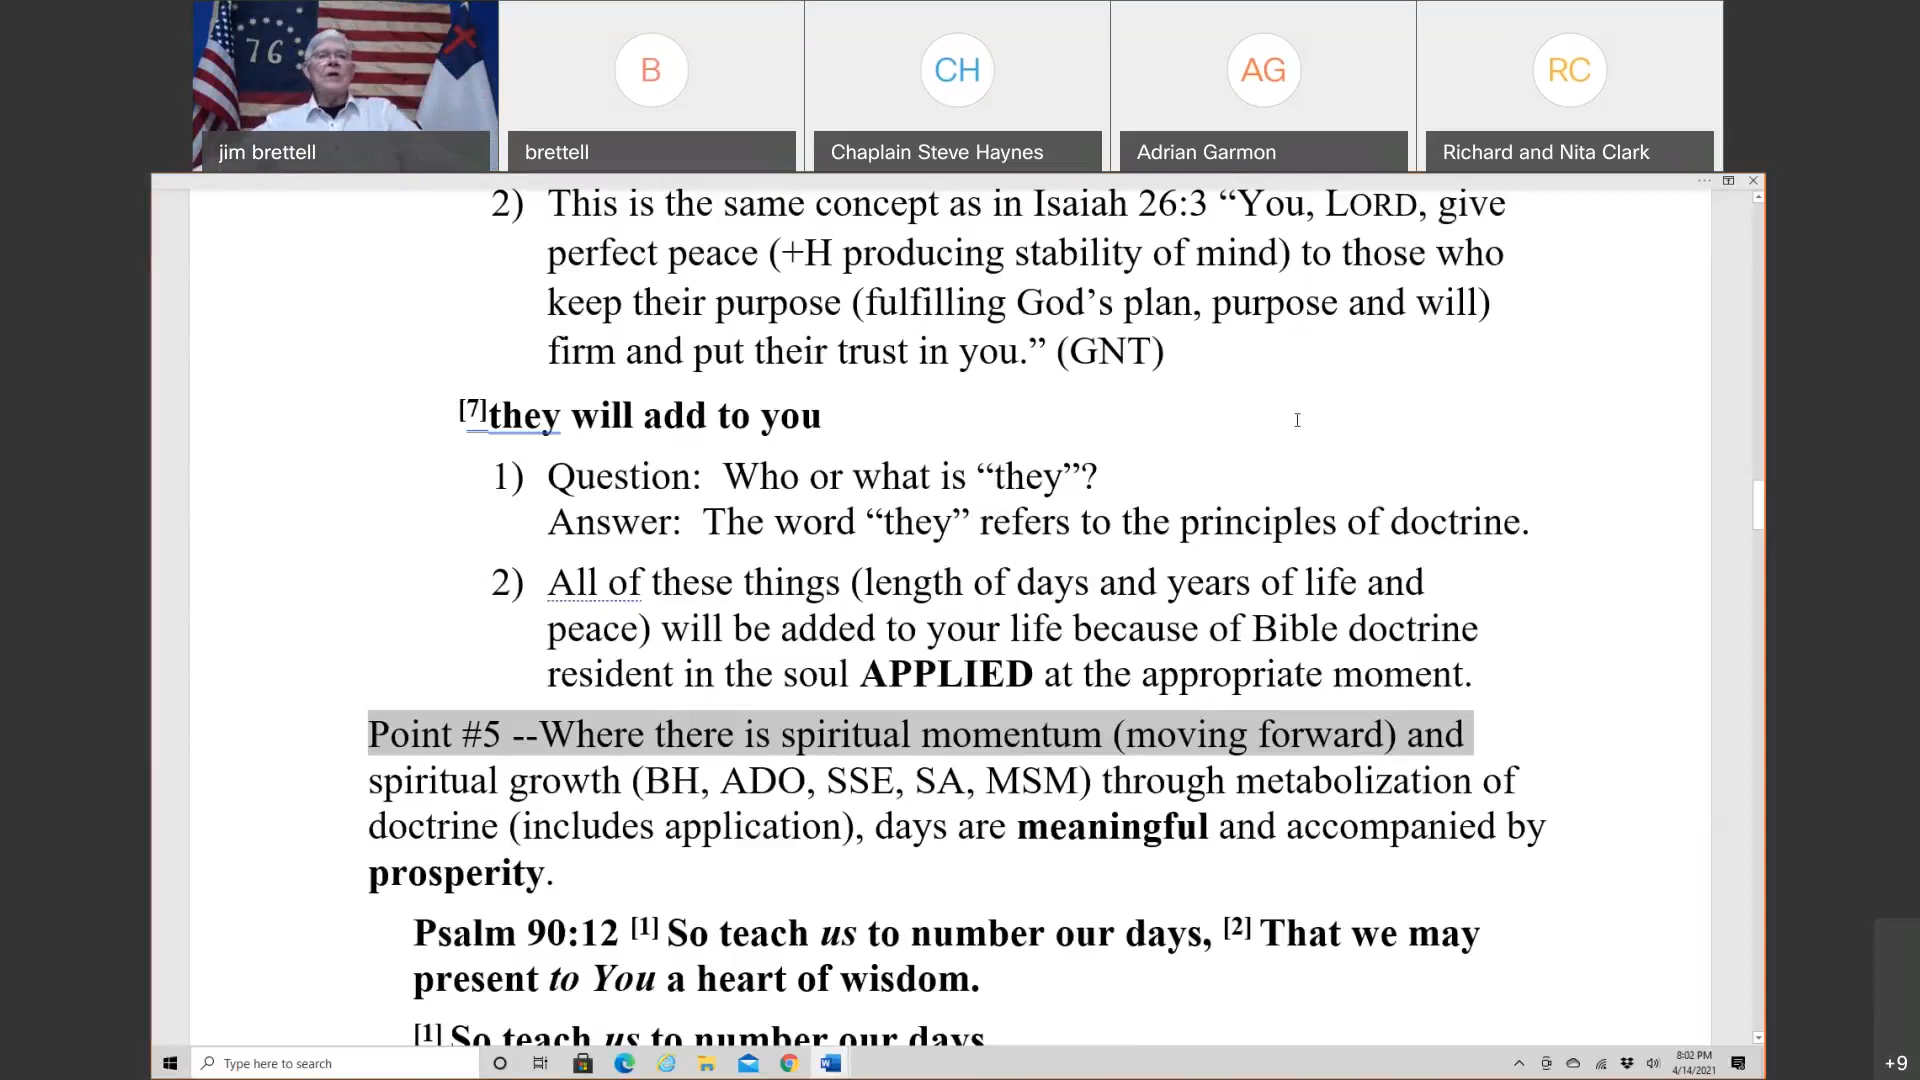 76
B
CH
AG
RC
jim brettell
brettell
Chaplain Steve Haynes
Adrian Garmon
Richard and Nita Clark
2) This is the same concept as in Isaiah 26:3 “You, LORD, give
perfect peace (+H producing stability of mind) to those who
keep their purpose (fulfilling God’s plan, purpose and will)
firm and put their trust in you.” (GNT)
[7]they will add to you
1) Question: Who or what is “they”?
Answer: The word “they” refers to the principles of doctrine.
2) All of these things (length of days and years of life and
peace) will be added to your life because of Bible doctrine
resident in the soul APPLIED at the appropriate moment.
Point #5 --Where there is spiritual momentum (moving forward) and
spiritual growth (BH, ADO, SSE, SA, MSM) through metabolization of
doctrine (includes application), days are meaningful and accompanied by
prosperity.
Psalm 90:12 [1] So teach us to number our days, [2] That we may
present to You a heart of wisdom.
[1] So teach us to number our days
Type here to search
8:02 PM
4/14/2021
+9